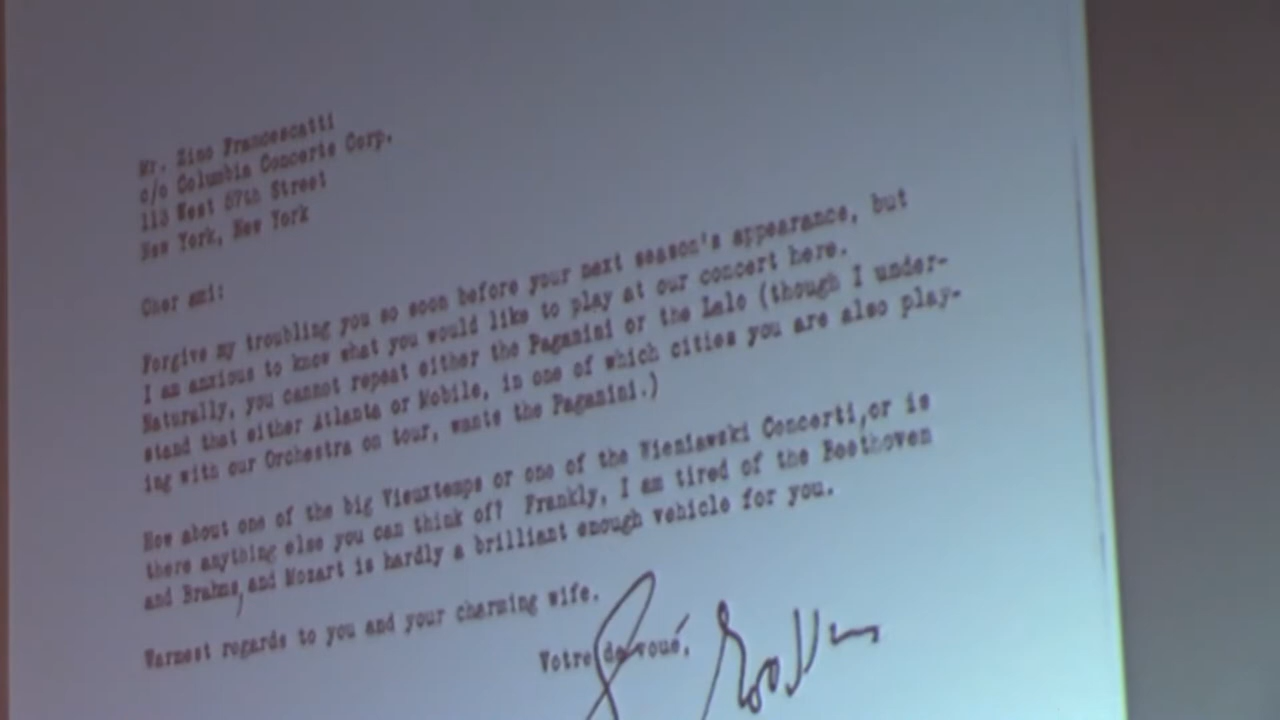 Mr. Zino Francescatti
c/o Columbia Concerts Corp.
113 West 57th Street
New York, New York
Cher ami:
Forgive my troubling you so soon before your next season's appearance, but
I am anxious to know what you would like to play at our concert here.
Naturally, you cannot repeat either the Paganini or the Lalo (though I under-
stand that either Atlanta or Mobile, in one of which cities you are also play-
ing with our Orchestra on tour, wants the Paganini.)
How about one of the big Vieuxtemps or one of the Wieniawski Concerti,or is
there anything else you can think of? Frankly, I am tired of the Beethoven
and Brahms, and Mozart is hardly a brilliant enough vehicle for you.
Warmest regards to you and your charming wife.
Votre dévoué,